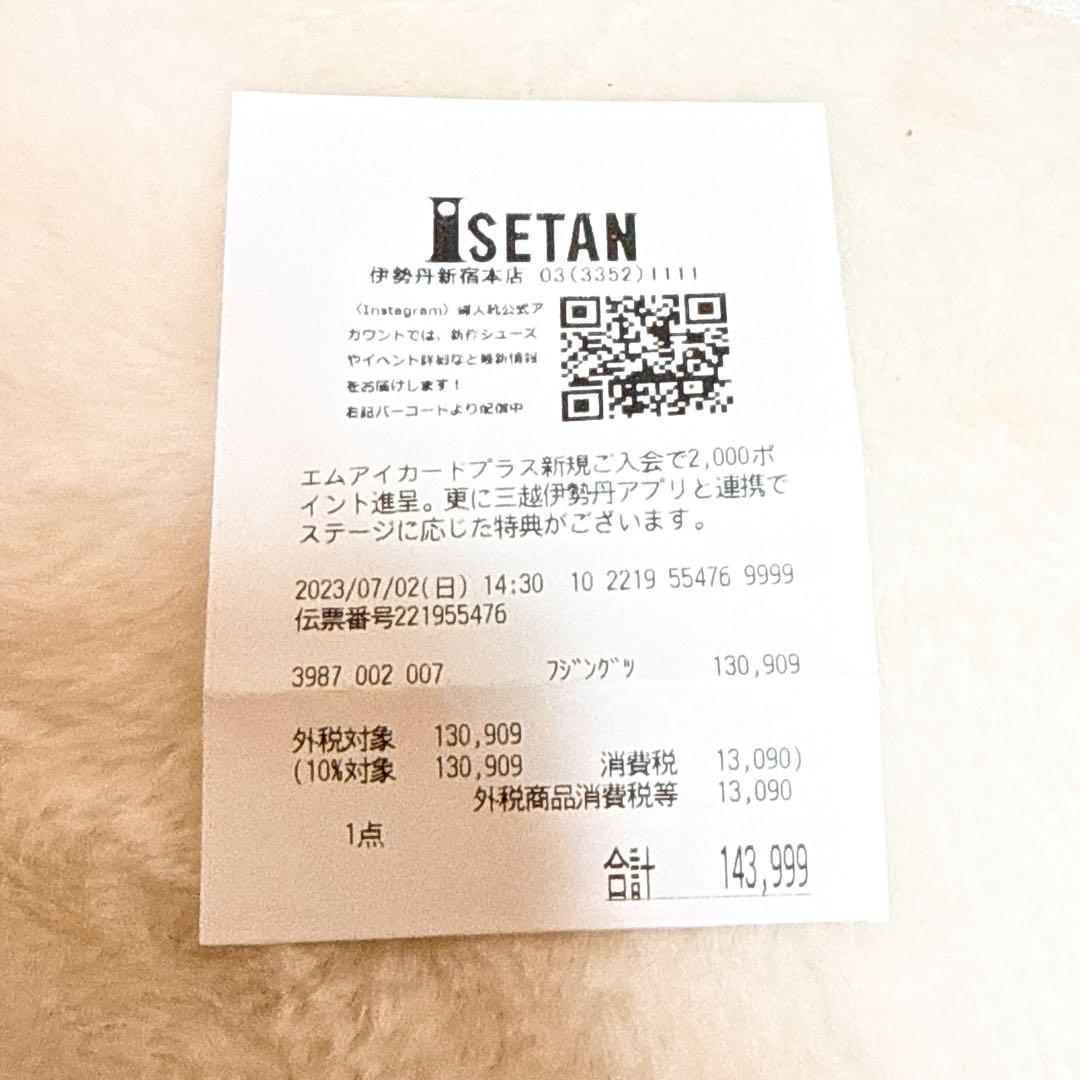 ISETAN
伊勢丹新宿本店 03(3352)1111
〈Instagram〉婦人靴公式ア
カウントでは、新作シューズ
やイベント詳細など最新情報
をお届けします！
右記バーコードより配信中
エムアイカードプラス新規ご入会で2,000ポ
イント進呈。更に三越伊勢丹アプリと連携で
ステージに応じた特典がございます。
2023/07/02(日) 14:30 10 2219 55476 9999
伝票番号221955476
3987 002 007 フジングツ 130,909
外税対象 130,909
(10%対象 130,909 消費税 13,090)
外税商品消費税等 13,090
1点
合計 143,999